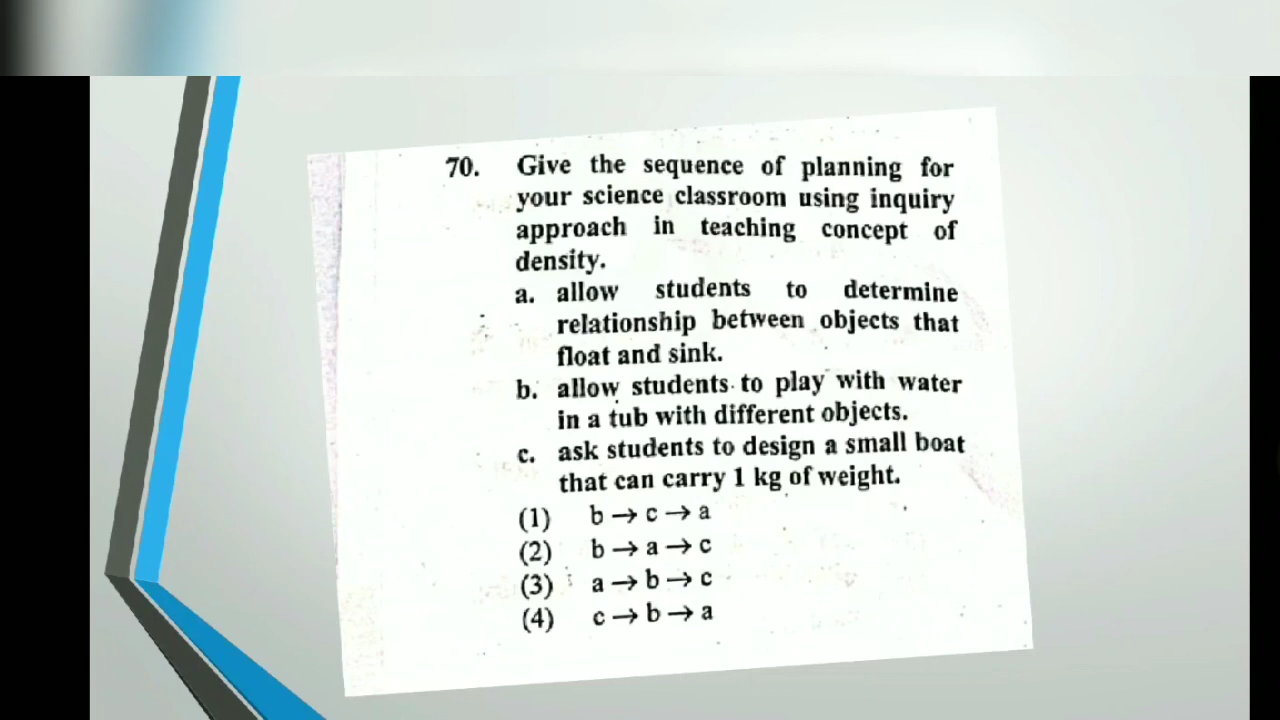 70. Give the sequence of planning for
your science classroom using inquiry
approach in teaching concept of
density.
a. allow students to determine
relationship between objects that
float and sink.
b. allow students to play with water
in a tub with different objects.
c. ask students to design a small boat
that can carry 1 kg of weight.
(1) b → c → a
(2) b → a → c
(3) a → b → c
(4) c → b → a